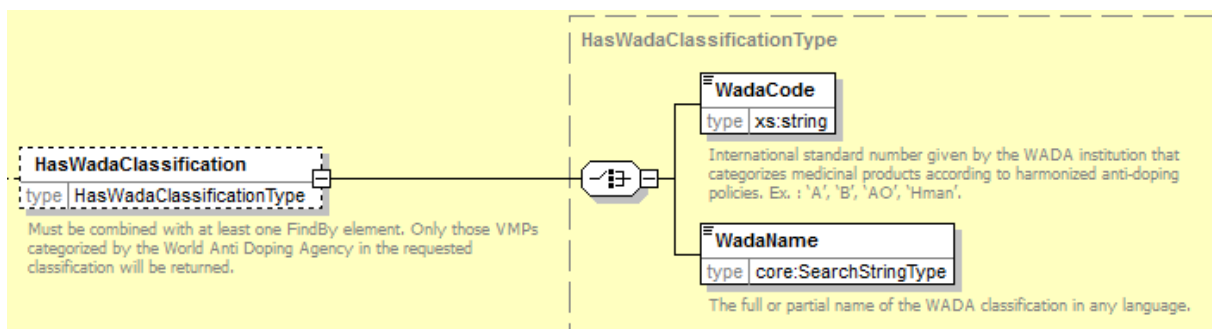 HasWadaClassificationType
WadaCode
type xs:string
International standard number given by the WADA institution that
categorizes medicinal products according to harmonized anti-doping
policies. Ex. : ‘A’, ‘B’, ‘AO’, ‘Hman’.
HasWadaClassification
type HasWadaClassificationType
Must be combined with at least one FindBy element. Only those VMPs
categorized by the World Anti Doping Agency in the requested
classification will be returned.
WadaName
type core:SearchStringType
The full or partial name of the WADA classification in any language.